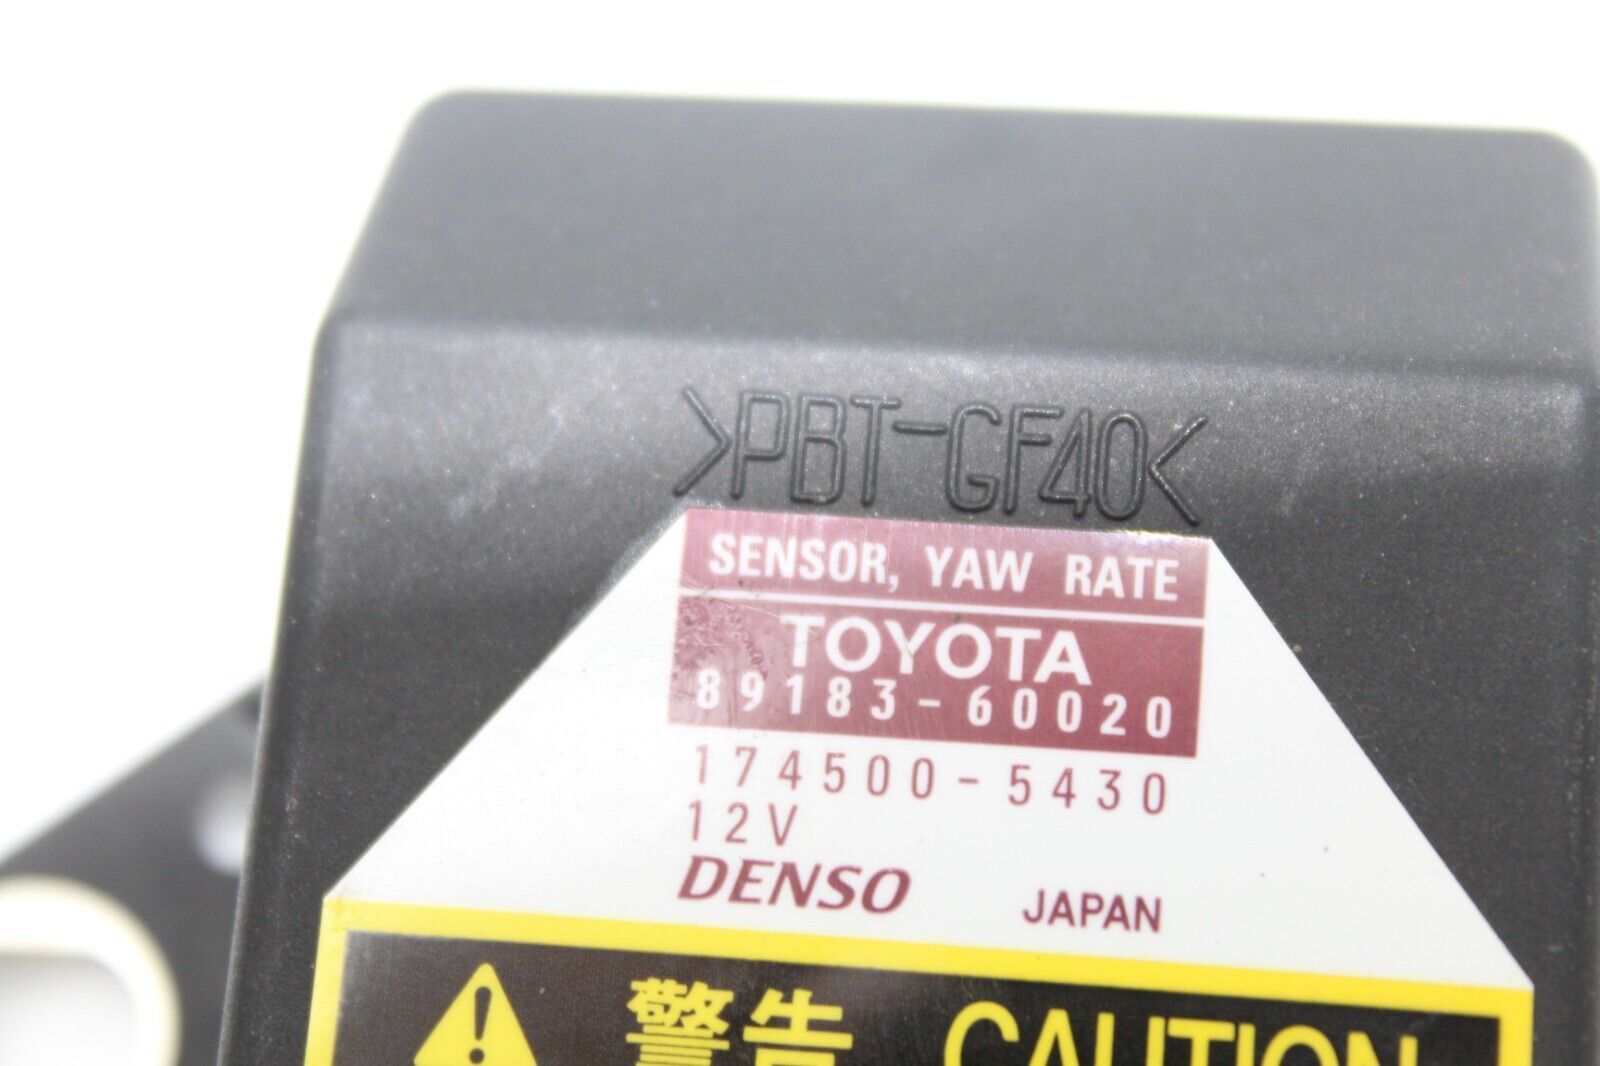 >PBT-GF40<
SENSOR, YAW RATE
TOYOTA
89183-60020
174500-5430
12V
DENSO JAPAN
警告 CAUTION